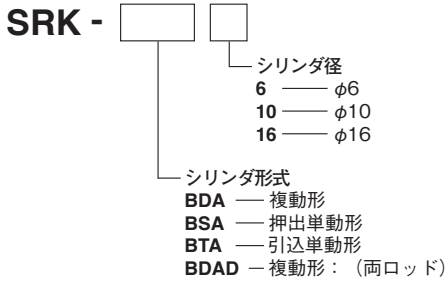 SRK -
シリンダ径
6 — φ6
10 — φ10
16 — φ16
シリンダ形式
BDA — 複動形
BSA — 押出単動形
BTA — 引込単動形
BDAD — 複動形：（両ロッド）